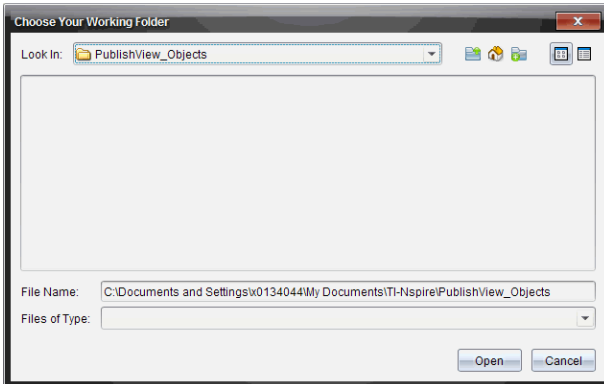 Choose Your Working Folder
Look In: PublishView_Objects
File Name: C:\Documents and Settings\x0134044\My Documents\TI-Nspire\PublishView_Objects
Files of Type:
Open Cancel